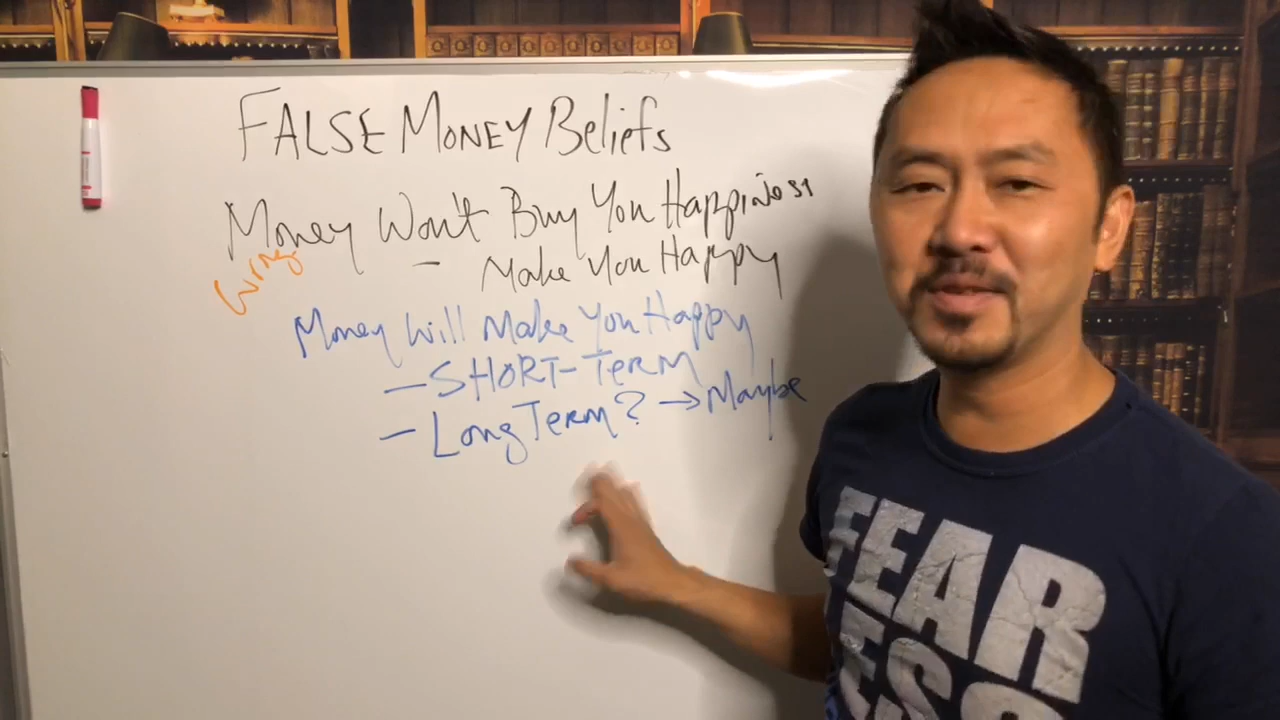 FALSE MONEY Beliefs
Money Won't Buy You Happiness
Wrong
— Make You Happy
Money Will Make You Happy
— SHORT-TERM
— Long Term? → Maybe
FEAR
LESS